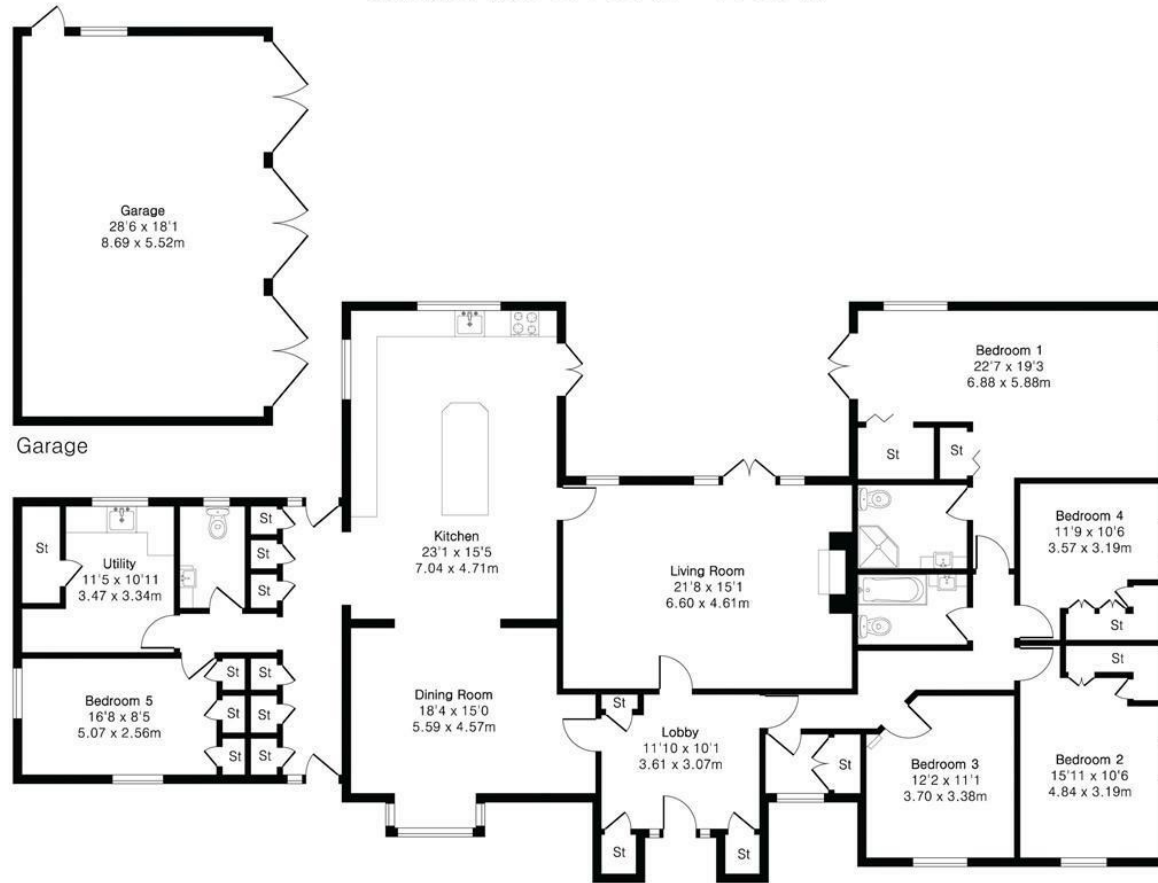 Garage
28'6 x 18'1
8.69 x 5.52m
Garage
Bedroom 1
22'7 x 19'3
6.88 x 5.88m
St
St
St
St
St
St
Utility
11'5 x 10'11
3.47 x 3.34m
Kitchen
23'1 x 15'5
7.04 x 4.71m
Living Room
21'8 x 15'1
6.60 x 4.61m
Bedroom 4
11'9 x 10'6
3.57 x 3.19m
St
St
Bedroom 5
16'8 x 8'5
5.07 x 2.56m
St
St
St
St
St
St
Dining Room
18'4 x 15'0
5.59 x 4.57m
St
Lobby
11'10 x 10'1
3.61 x 3.07m
St
Bedroom 3
12'2 x 11'1
3.70 x 3.38m
Bedroom 2
15'11 x 10'6
4.84 x 3.19m
St
St